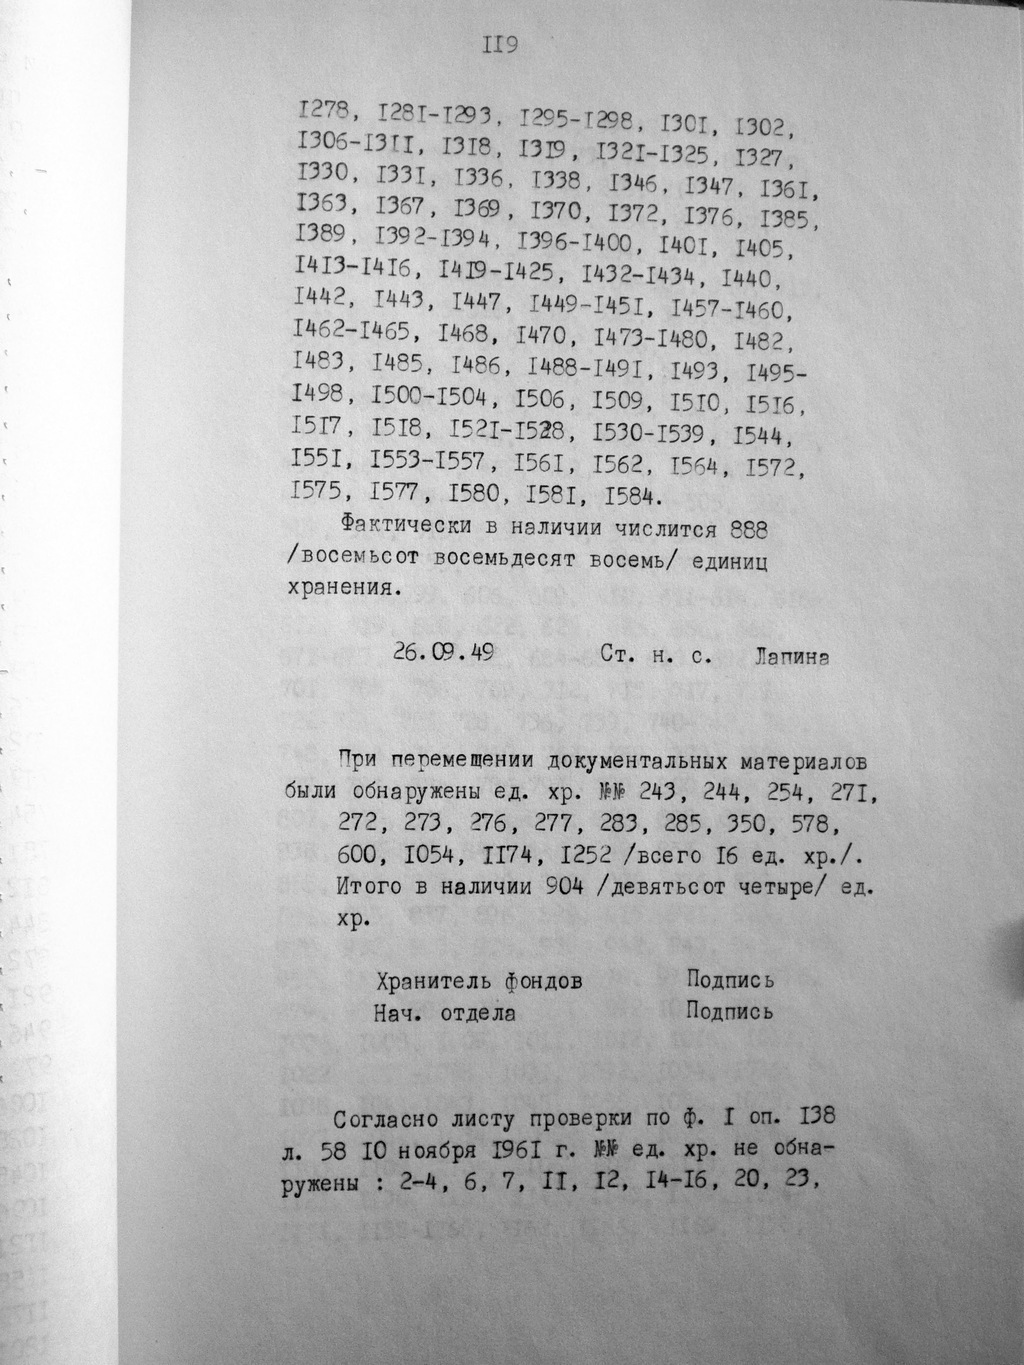 II9
I278, I28I-I293, I295-I298, I30I, I302,
I306-I3II, I3I8, I3I9, I32I-I325, I327,
I330, I33I, I336, I338, I346, I347, I36I,
I363, I367, I369, I370, I372, I376, I385,
I389, I392-I394, I396-I400, I40I, I405,
I4I3-I4I6, I4I9-I425, I432-I434, I440,
I442, I443, I447, I449-I45I, I457-I460,
I462-I465, I468, I470, I473-I480, I482,
I483, I485, I486, I488-I49I, I493, I495-
I498, I500-I504, I506, I509, I5I0, I5I6,
I5I7, I5I8, I52I-I528, I530-I539, I544,
I55I, I553-I557, I56I, I562, I564, I572,
I575, I577, I580, I58I, I584.
Фактически в наличии числится 888
/восемьсот восемьдесят восемь/ единиц
хранения.
26.09.49 Ст. н. с. Лапина
При перемещении документальных материалов
были обнаружены ед. хр. №№ 243, 244, 254, 27I,
272, 273, 276, 277, 283, 285, 350, 578,
600, I054, II74, I252 /всего I6 ед. хр./.
Итого в наличии 904 /девятьсот четыре/ ед.
хр.
Хранитель фондов Подпись
Нач. отдела Подпись
Согласно листу проверки по ф. I оп. I38
л. 58 I0 ноября I96I г. №№ ед. хр. не обна-
ружены : 2-4, 6, 7, II, I2, I4-I6, 20, 23,